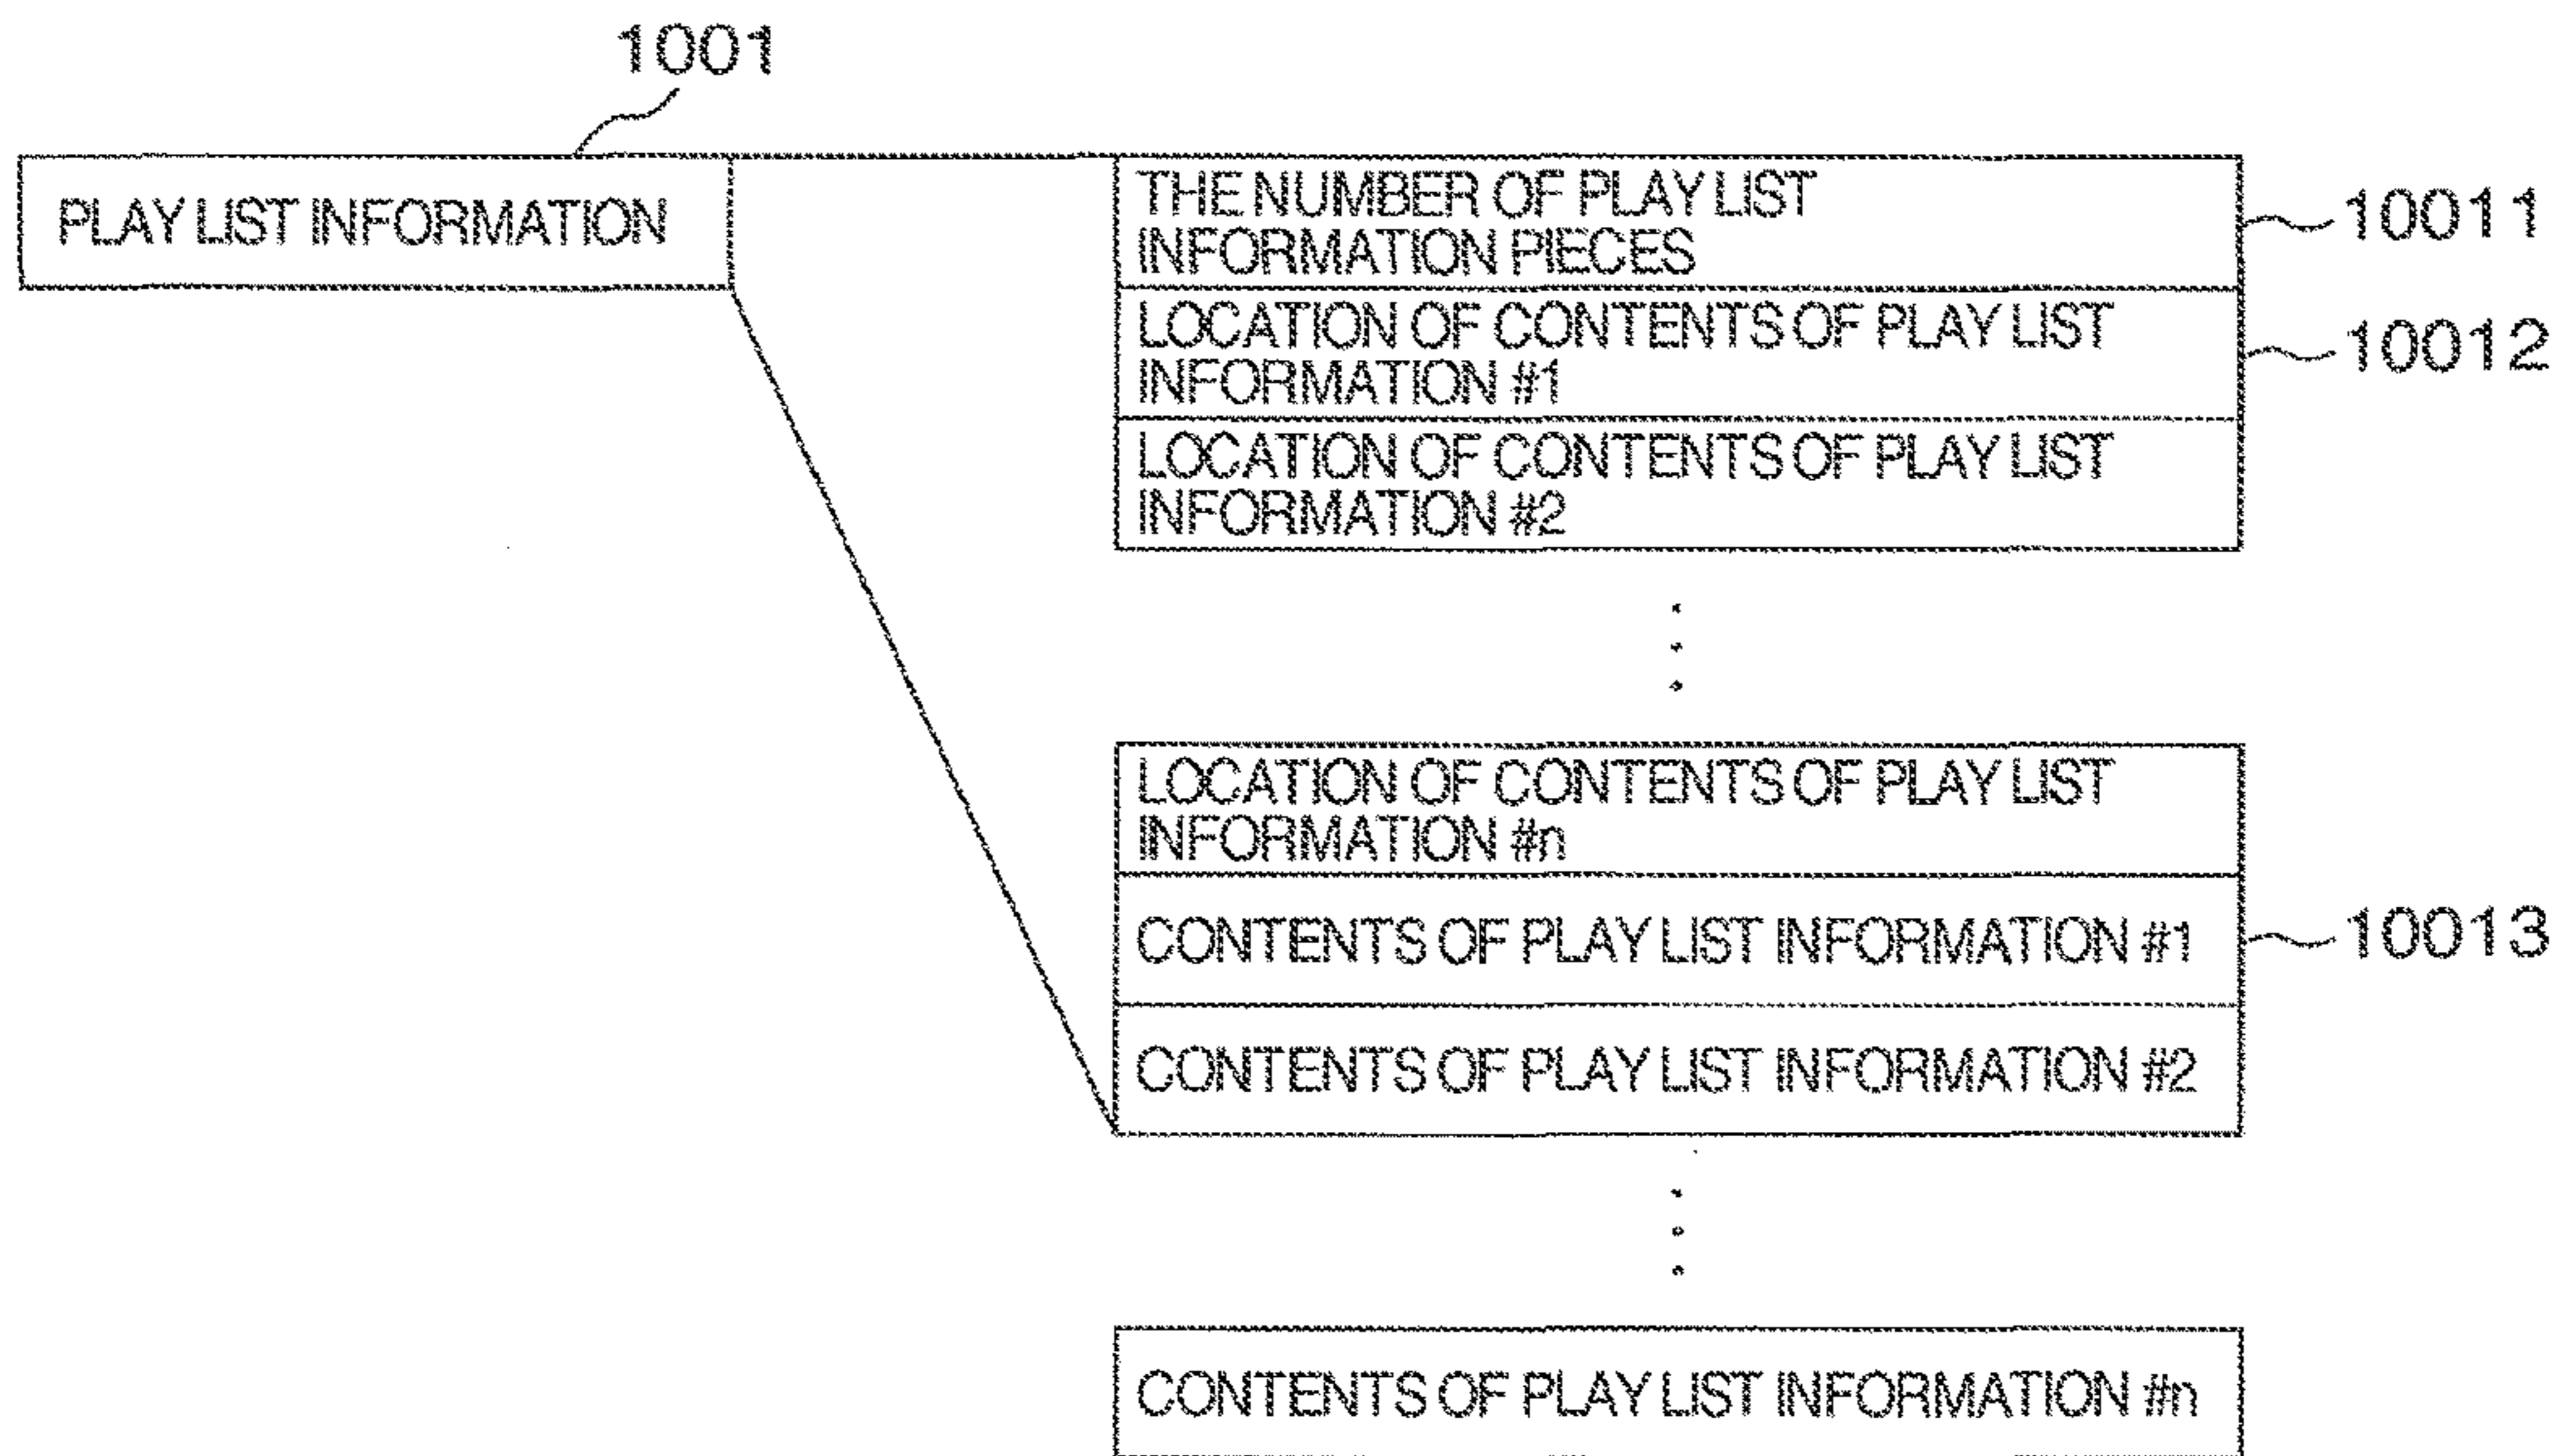 1001
PLAY LIST INFORMATION
THE NUMBER OF PLAY LIST
INFORMATION PIECES
10011
LOCATION OF CONTENTS OF PLAY LIST
INFORMATION #1
10012
LOCATION OF CONTENTS OF PLAY LIST
INFORMATION #2
LOCATION OF CONTENTS OF PLAY LIST
INFORMATION #n
CONTENTS OF PLAY LIST INFORMATION #1
10013
CONTENTS OF PLAY LIST INFORMATION #2
CONTENTS OF PLAY LIST INFORMATION #n